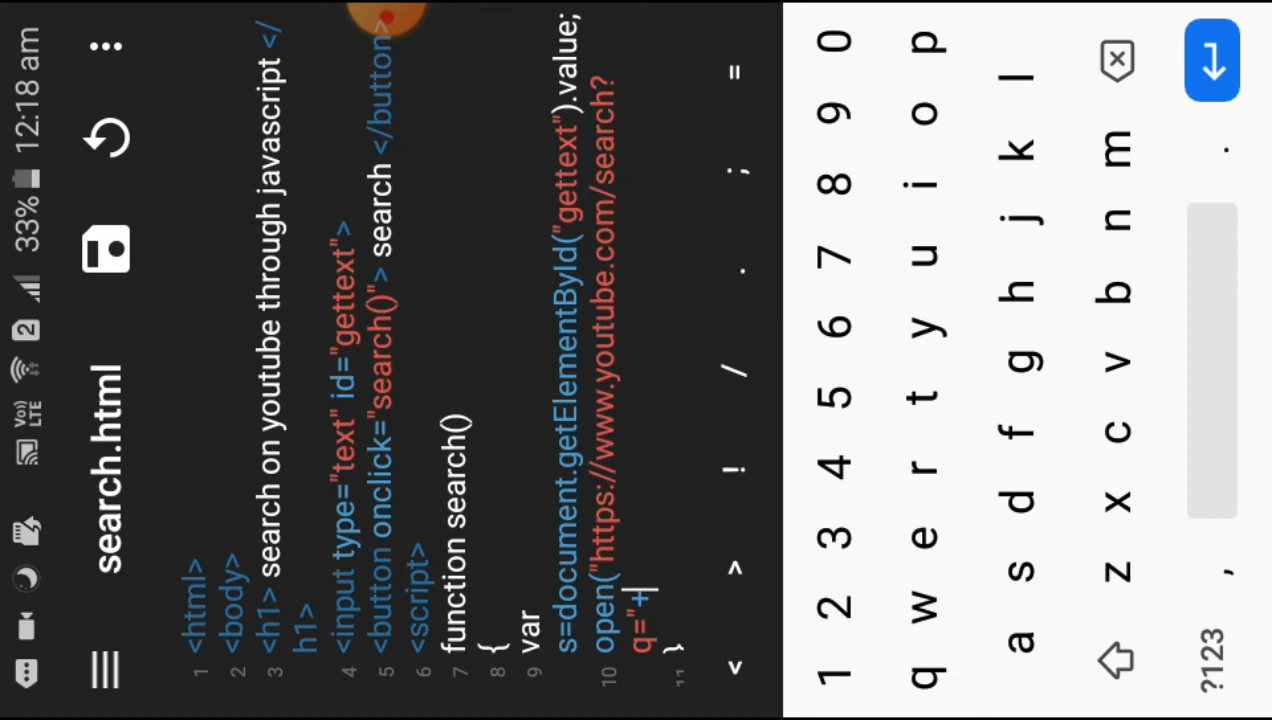 Vo)) LTE 2 33% 12:18 am
search.html
1 <html>
2 <body>
3 <h1> search on youtube through javascript </
h1>
4 <input type="text" id="gettext">
5 <button onclick="search()"> search </button>
6 <script>
7 function search()
8 {
9 var
s=document.getElementById("gettext").value;
10 open("https://www.youtube.com/search?
q="+
11 }
< > ! / . ; =
1 2 3 4 5 6 7 8 9 0
q w e r t y u i o p
a s d f g h j k l
z x c v b n m
?123 , .